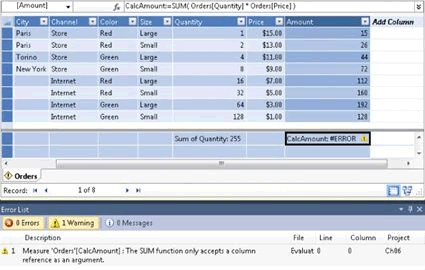 [Amount] fx CalcAmount:=SUM( Orders[Quantity] * Orders[Price] )
City Channel Color Size Quantity Price Amount Add Column
Paris Store Red Large 1 $15.00 15
Paris Store Red Small 2 $13.00 26
Torino Store Green Large 4 $11.00 44
New York Store Green Small 8 $9.00 72
Internet Red Large 16 $7.00 112
Internet Red Small 32 $5.00 160
Internet Green Large 64 $3.00 192
Internet Green Small 128 $1.00 128
Sum of Quantity: 255 CalcAmount: #ERROR
Orders
Record: 1 of 8
Error List
0 Errors 1 Warning 0 Messages
Description File Line Column Project
1 Measure 'Orders'[CalcAmount] : The SUM function only accepts a column Evaluat 0 0 Ch06
reference as an argument.